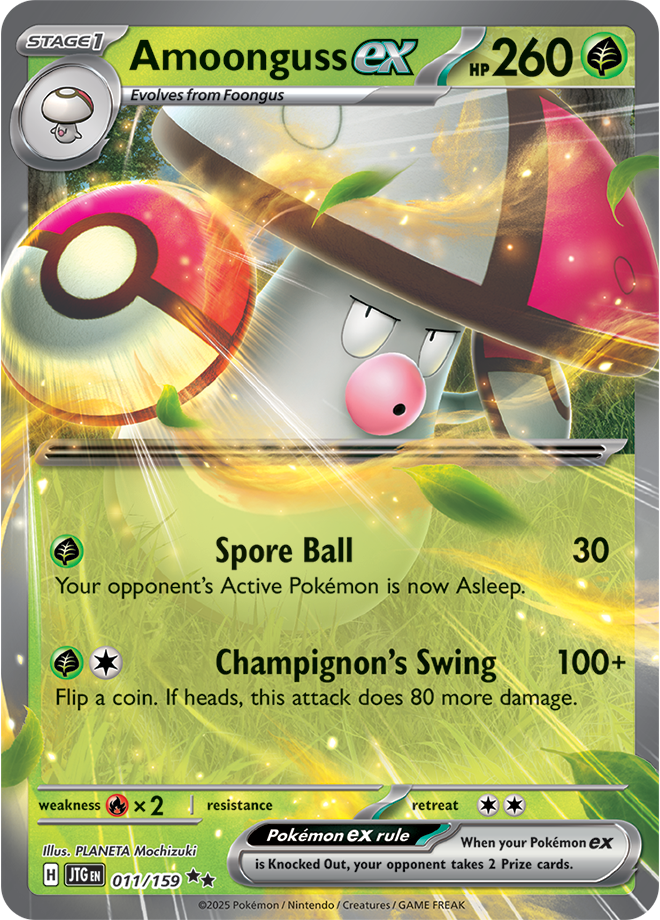 STAGE 1 Amoonguss ex HP 260
Evolves from Foongus
Spore Ball 30
Your opponent's Active Pokémon is now Asleep.
Champignon's Swing 100+
Flip a coin. If heads, this attack does 80 more damage.
weakness ×2 resistance retreat
Pokémon ex rule When your Pokémon ex
is Knocked Out, your opponent takes 2 Prize cards.
Illus. PLANETA Mochizuki
H JTG EN 011/159 ★★
©2025 Pokémon / Nintendo / Creatures / GAME FREAK